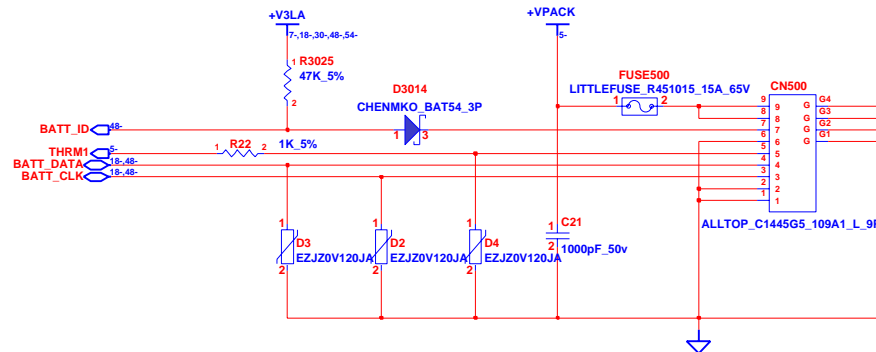 +V3LA
7-,18-,30-,48-,54-
+VPACK
5-
1
R3025
47K_5%
2
D3014
CHENMKO_BAT54_3P
1
3
FUSE500
LITTLEFUSE_R451015_15A_65V
1
2
CN500
9
8
7
6
5
4
3
2
1
9
8
7
6
5
4
3
2
1
G
G
G
G
G4
G3
G2
G1
ALLTOP_C1445G5_109A1_L_9P
BATT_ID
48-
THRM1
5-
1
R22
2
1K_5%
BATT_DATA
18-,48-
BATT_CLK
18-,48-
1
D3
EZJZ0V120JA
2
1
D2
EZJZ0V120JA
2
1
D4
EZJZ0V120JA
2
1
C21
2
1000pF_50v